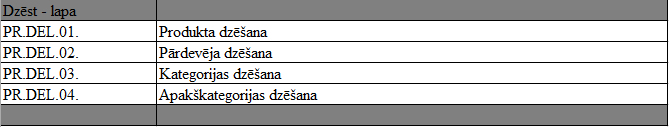 Dzēst - lapa
PR.DEL.01. Produkta dzēšana
PR.DEL.02. Pārdevēja dzēšana
PR.DEL.03. Kategorijas dzēšana
PR.DEL.04. Apakškategorijas dzēšana